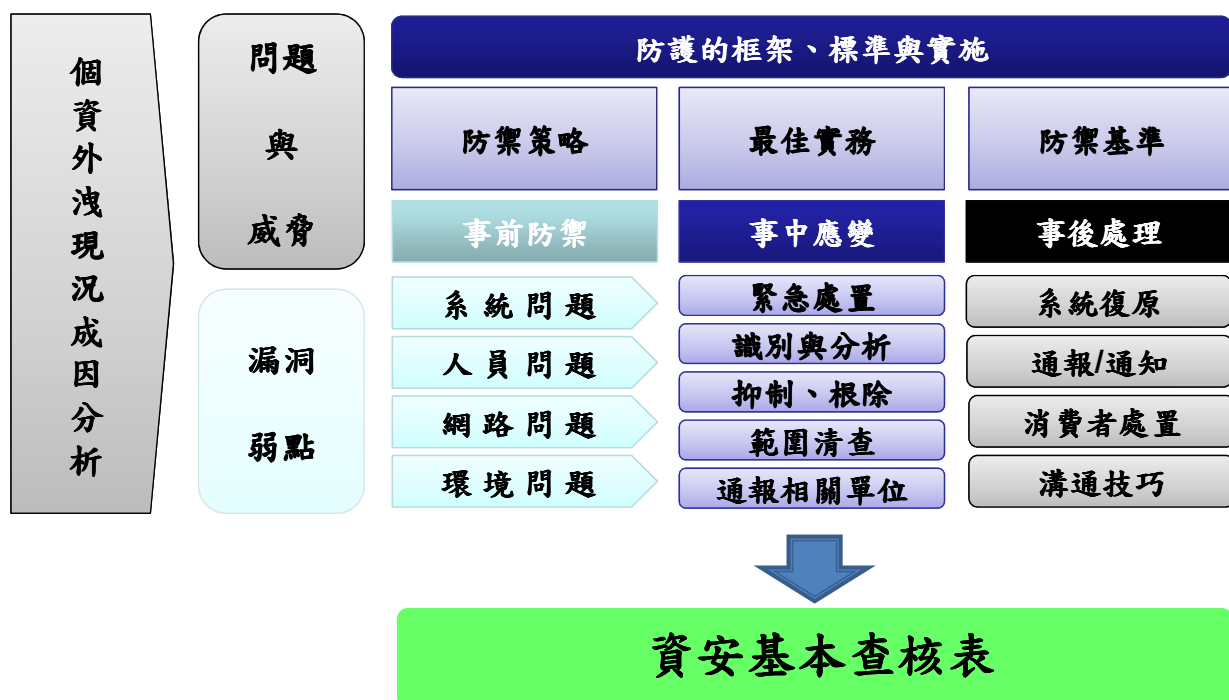 個資外洩現況成因分析
問題
與
威脅
漏洞
弱點
防護的框架、標準與實施
防禦策略
最佳實務
防禦基準
事前防禦
事中應變
事後處理
系統問題
人員問題
網路問題
環境問題
緊急處置
識別與分析
抑制、根除
範圍清查
通報相關單位
系統復原
通報/通知
消費者處置
溝通技巧
資安基本查核表